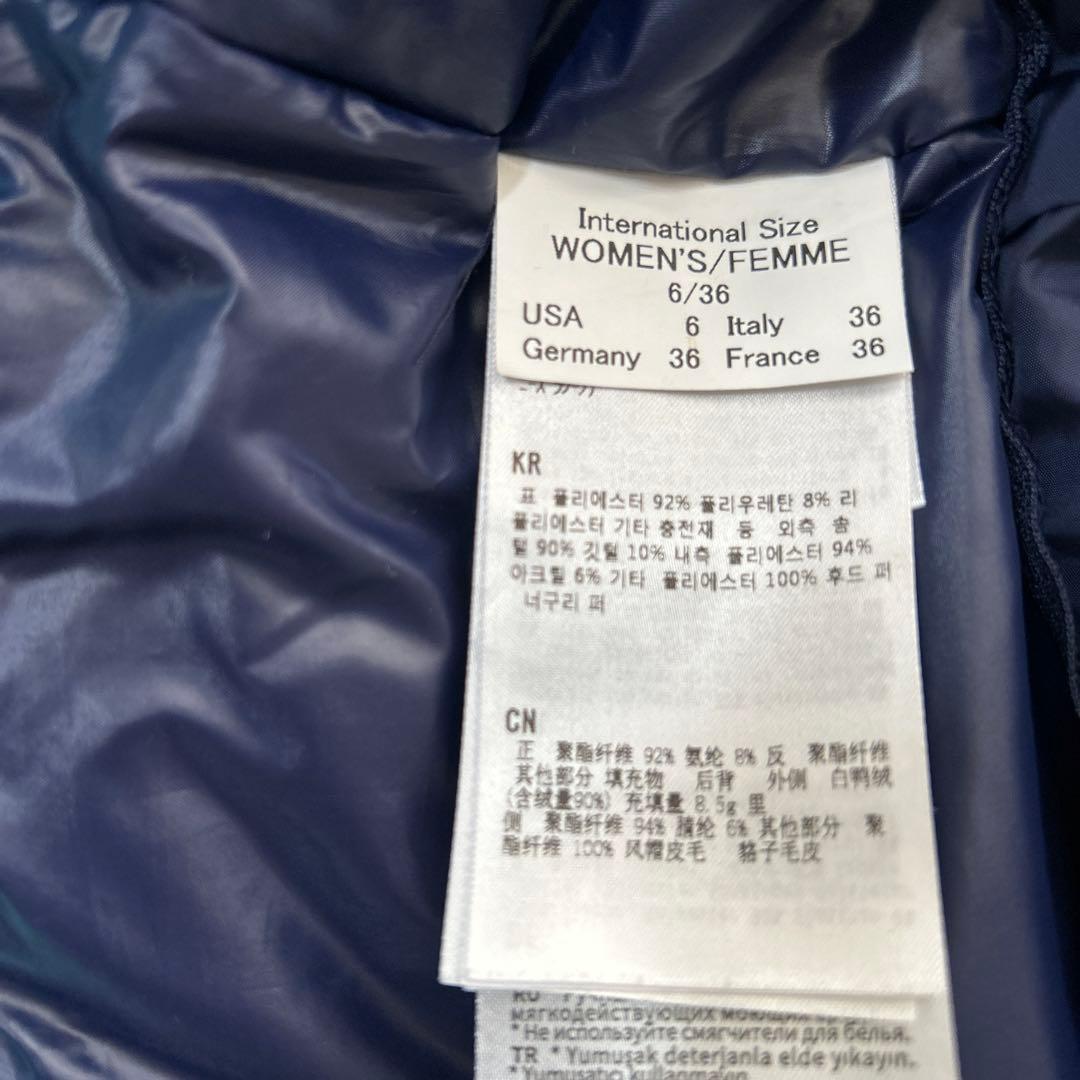 International Size
WOMEN'S/FEMME
6/36
USA 6 Italy 36
Germany 36 France 36
KR
표 폴리에스터 92% 폴리우레탄 8% 리
폴리에스터 기타 충전재 등 외측 솜
털 90% 깃털 10% 내측 폴리에스터 94%
아크릴 6% 기타 폴리에스터 100% 후드 퍼
너구리 퍼
CN
正 聚酯纤维 92% 氨纶 8% 反 聚酯纤维
其他部分 填充物 后背 外侧 白鸭绒
(含绒量90%) 充填量 8.5g 里
侧 聚酯纤维 94% 腈纶 6% 其他部分 聚
酯纤维 100% 风帽皮毛 貉子毛皮
RU
мягкодействующих моющих
* Не используйте смягчители для белья.
TR * Yumuşak deterjanla elde yıkayın.
* Yumuşatıcı kullanmayın.